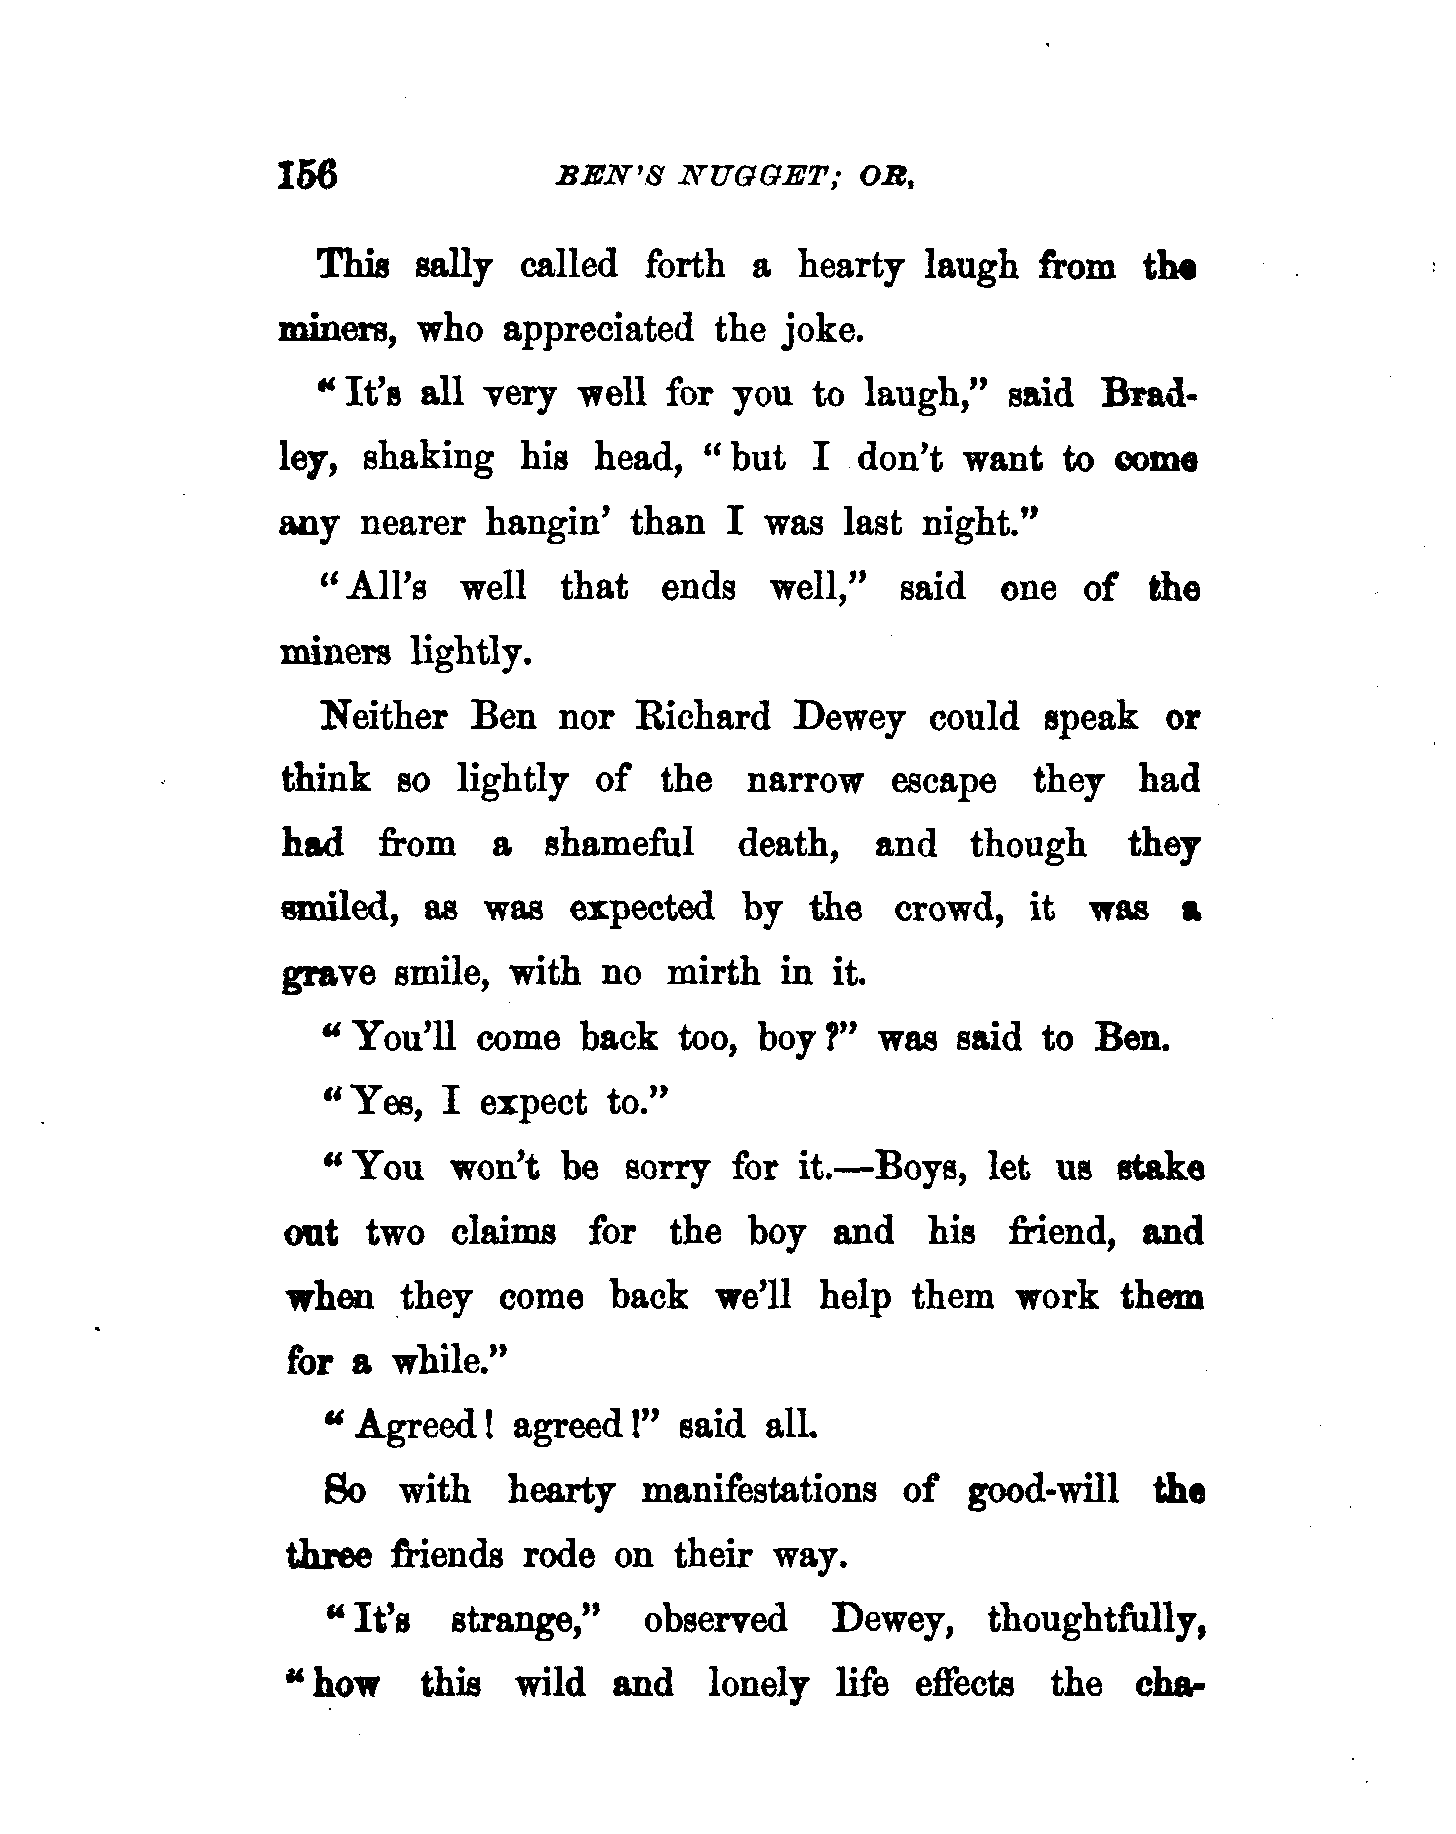 156 BEN'S NUGGET; OR,
This sally called forth a hearty laugh from the
miners, who appreciated the joke.
“It's all very well for you to laugh,” said Brad-
ley, shaking his head, “but I don't want to come
any nearer hangin' than I was last night.”
“All's well that ends well,” said one of the
miners lightly.
Neither Ben nor Richard Dewey could speak or
think so lightly of the narrow escape they had
had from a shameful death, and though they
smiled, as was expected by the crowd, it was a
grave smile, with no mirth in it.
“You'll come back too, boy?” was said to Ben.
“Yes, I expect to.”
“You won't be sorry for it.—Boys, let us stake
out two claims for the boy and his friend, and
when they come back we'll help them work them
for a while.”
“Agreed! agreed!” said all.
So with hearty manifestations of good-will the
three friends rode on their way.
“It's strange,” observed Dewey, thoughtfully,
“how this wild and lonely life effects the cha-